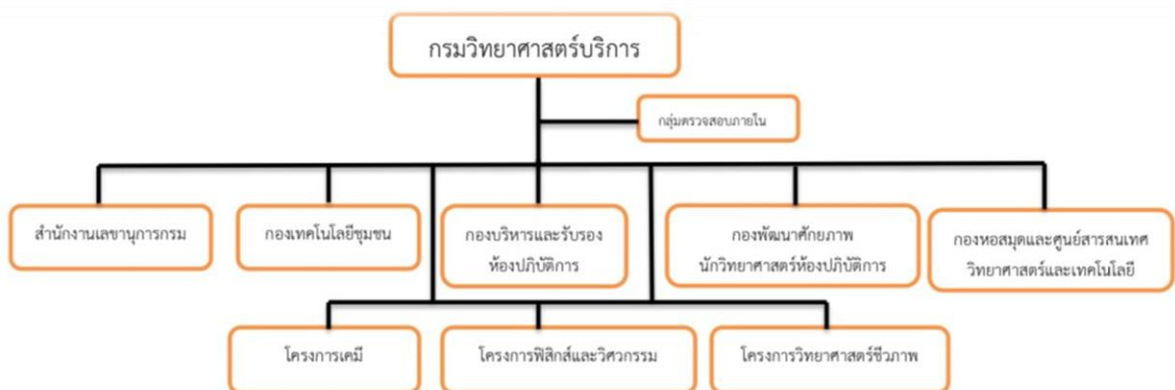 กรมวิทยาศาสตร์บริการ
กลุ่มตรวจสอบภายใน
สำนักงานเลขานุการกรม
กองเทคโนโลยีชุมชน
กองบริหารและรับรอง
ห้องปฏิบัติการ
กองพัฒนาศักยภาพ
นักวิทยาศาสตร์ห้องปฏิบัติการ
กองหอสมุดและศูนย์สารสนเทศ
วิทยาศาสตร์และเทคโนโลยี
โครงการเคมี
โครงการฟิสิกส์และวิศวกรรม
โครงการวิทยาศาสตร์ชีวภาพ